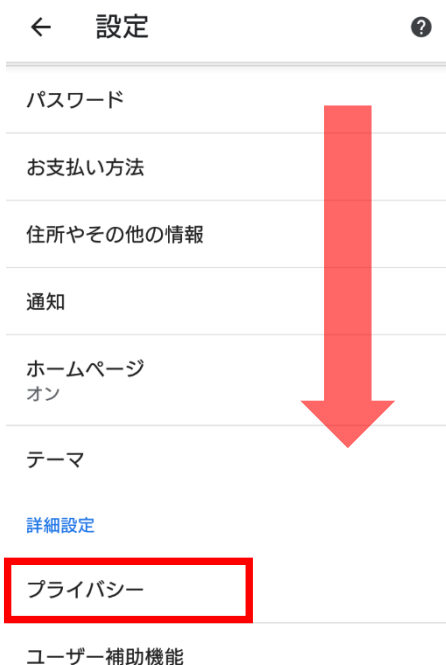 設定
パスワード
お支払い方法
住所やその他の情報
通知
ホームページ
オン
テーマ
詳細設定
プライバシー
ユーザー補助機能